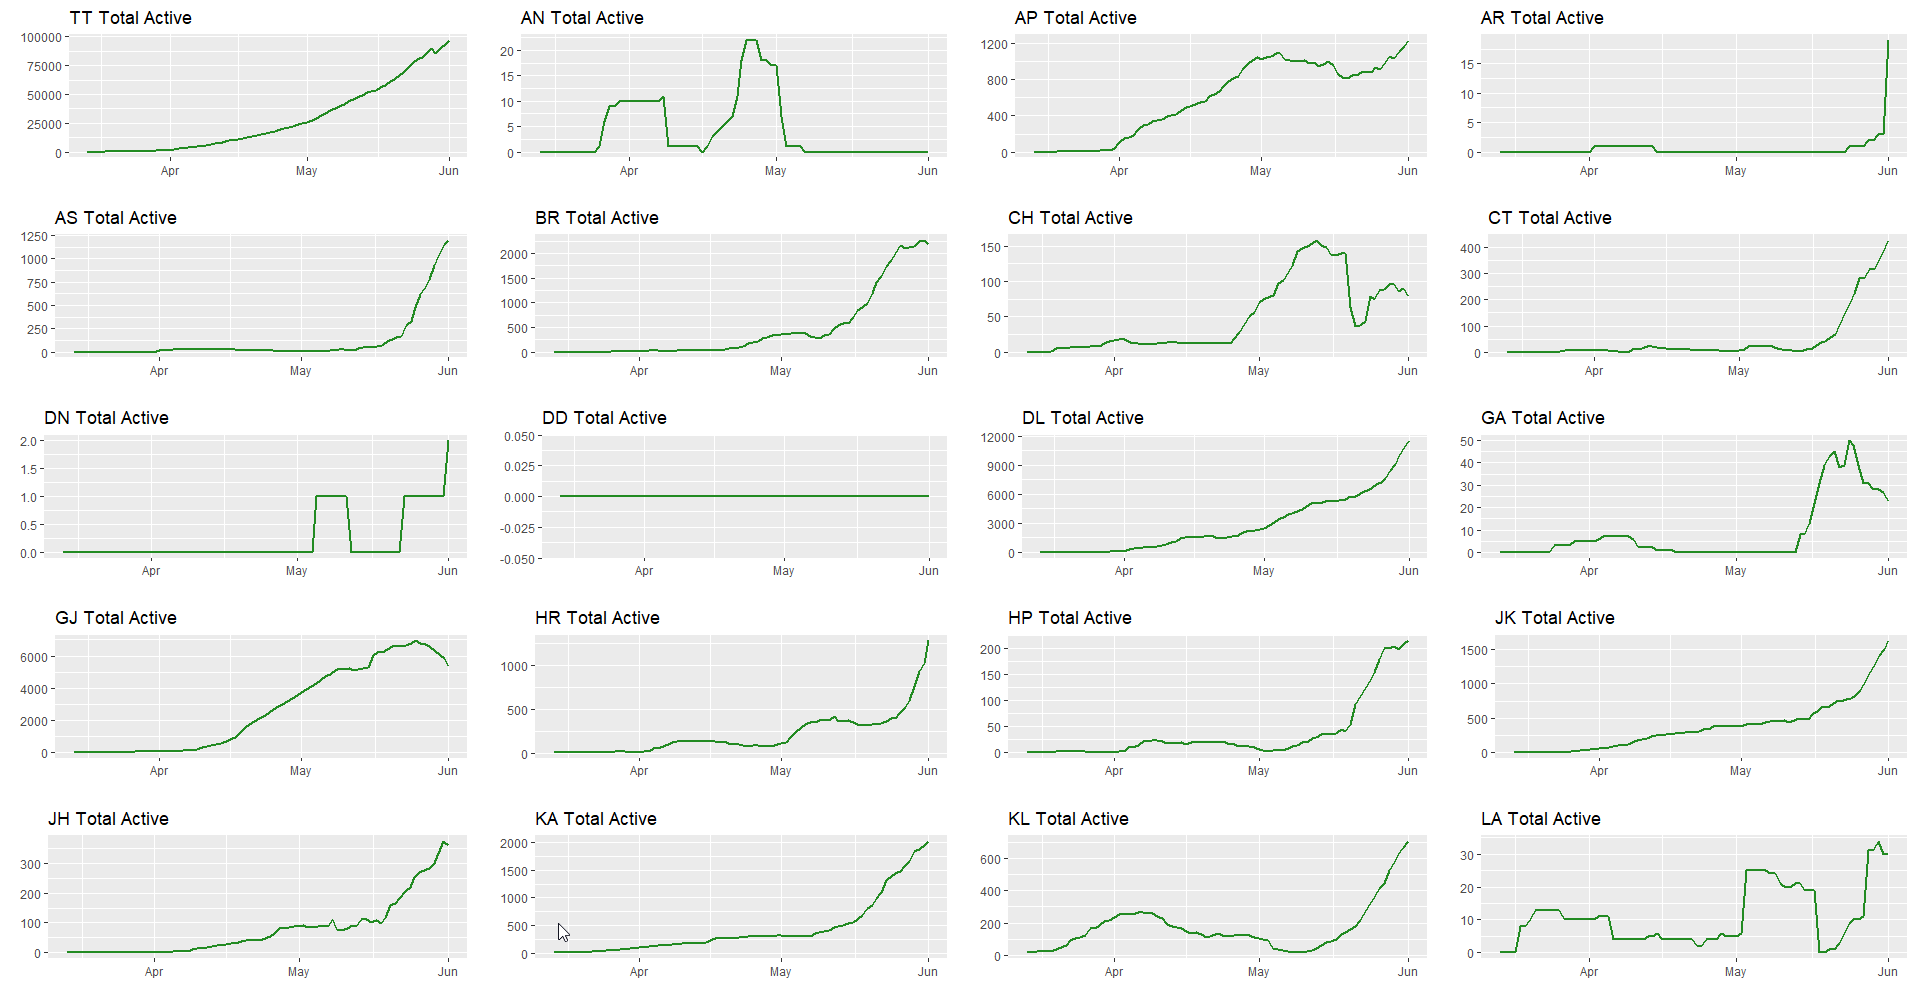 TT Total Active
100000
75000
50000
25000
0
Apr
May
Jun
AN Total Active
20
15
10
5
0
Apr
May
Jun
AP Total Active
1200
800
400
0
Apr
May
Jun
AR Total Active
15
10
5
0
Apr
May
Jun
AS Total Active
1250
1000
750
500
250
0
Apr
May
Jun
BR Total Active
2000
1500
1000
500
0
Apr
May
Jun
CH Total Active
150
100
50
0
Apr
May
Jun
CT Total Active
400
300
200
100
0
Apr
May
Jun
DN Total Active
2.0
1.5
1.0
0.5
0.0
Apr
May
Jun
DD Total Active
0.050
0.025
0.000
-0.025
-0.050
Apr
May
Jun
DL Total Active
12000
9000
6000
3000
0
Apr
May
Jun
GA Total Active
50
40
30
20
10
0
Apr
May
Jun
GJ Total Active
6000
4000
2000
0
Apr
May
Jun
HR Total Active
1000
500
0
Apr
May
Jun
HP Total Active
200
150
100
50
0
Apr
May
Jun
JK Total Active
1500
1000
500
0
Apr
May
Jun
JH Total Active
300
200
100
0
Apr
May
Jun
KA Total Active
2000
1500
1000
500
0
Apr
May
Jun
KL Total Active
600
400
200
0
Apr
May
Jun
LA Total Active
30
20
10
0
Apr
May
Jun